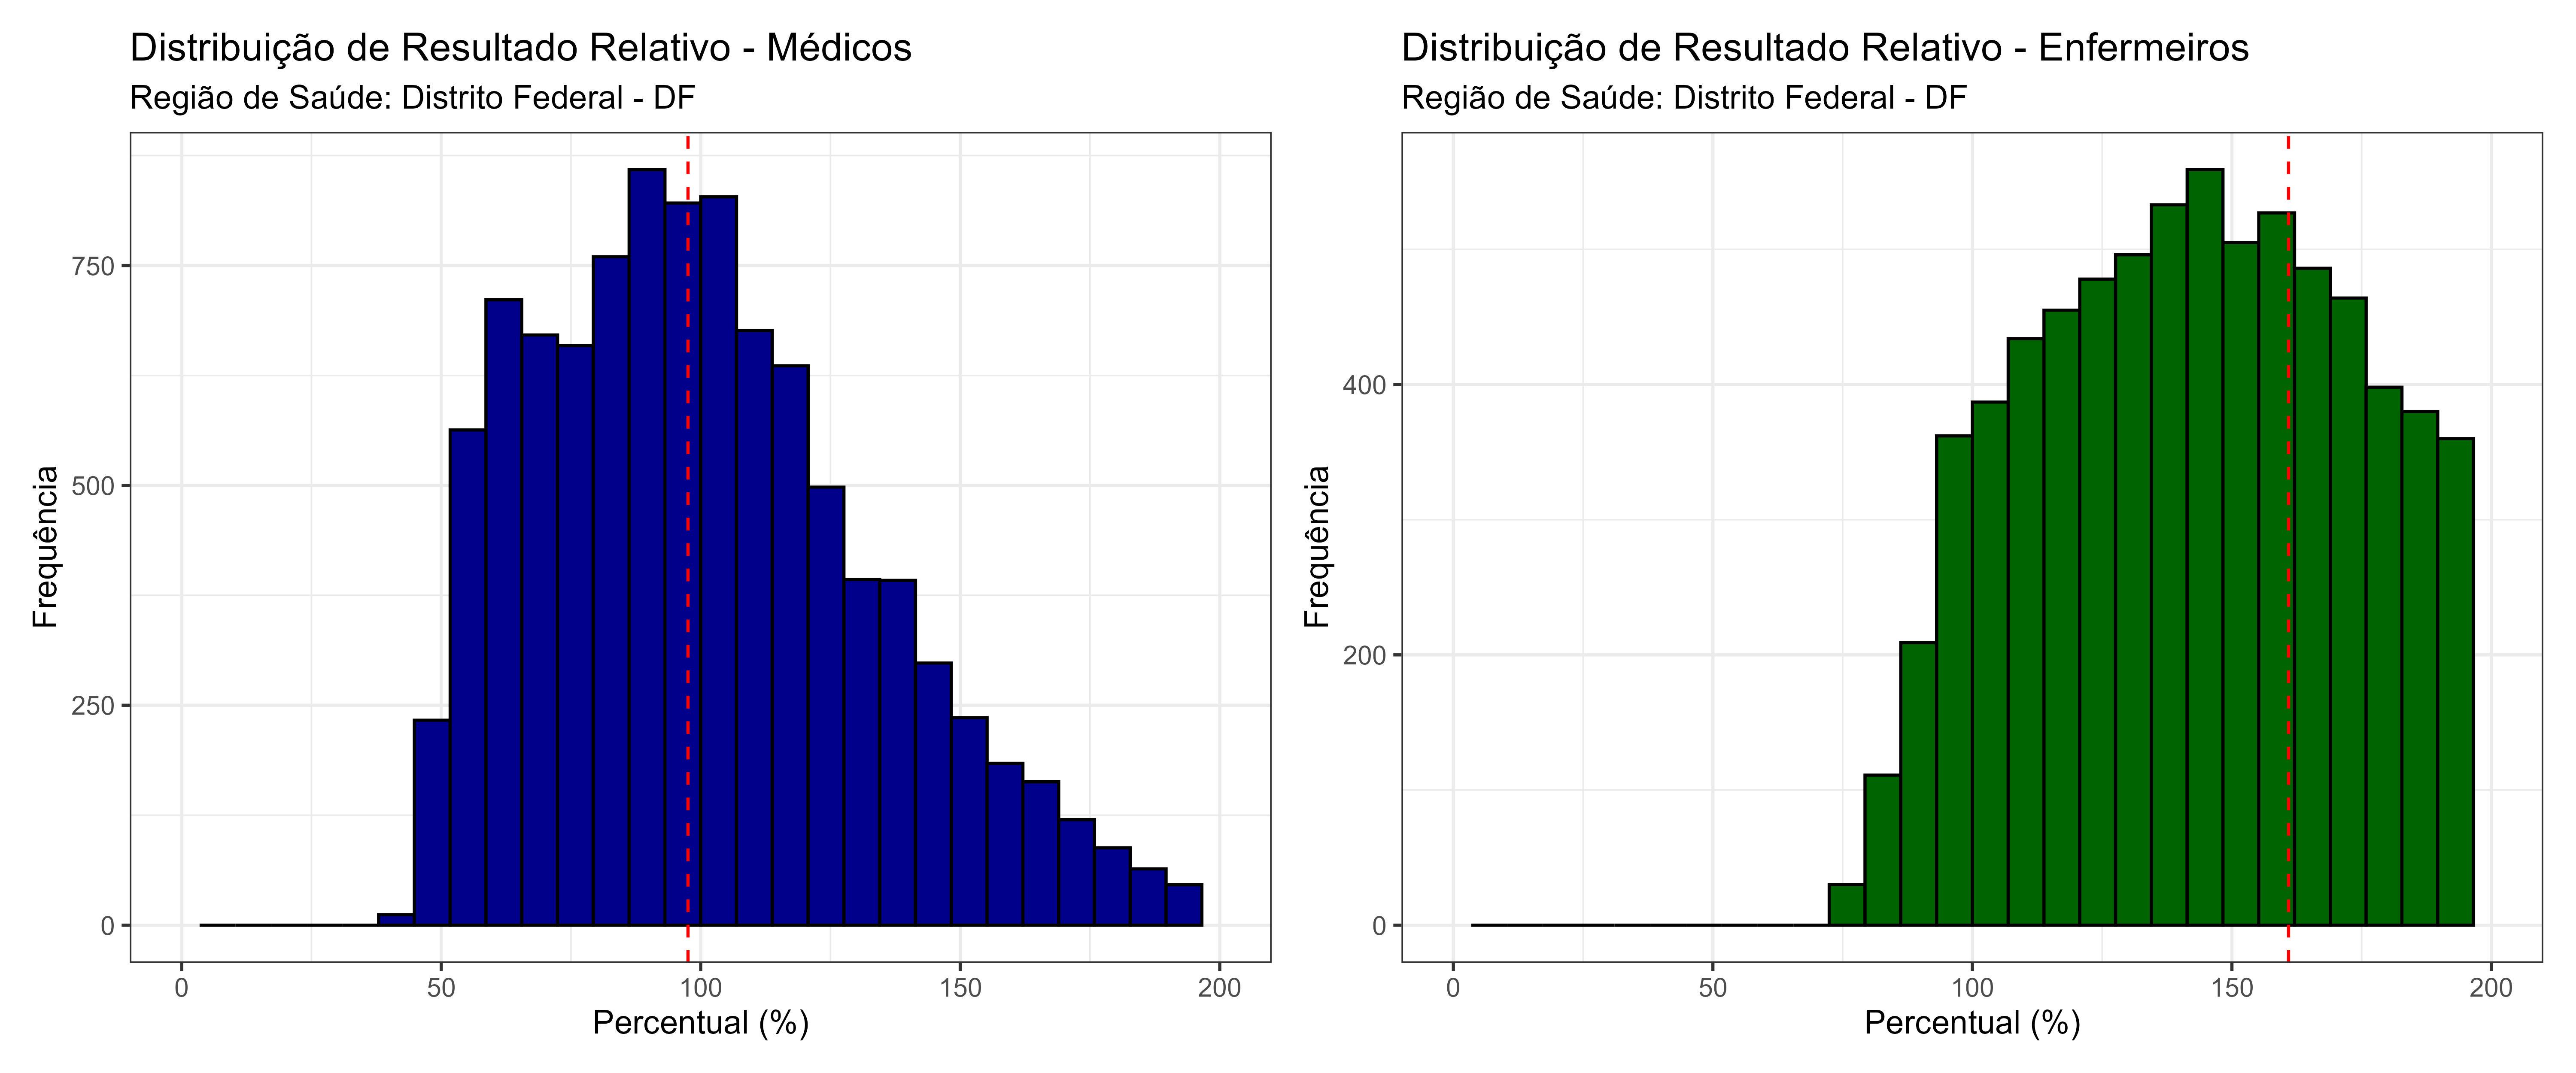 Distribuição de Resultado Relativo - Médicos
Região de Saúde: Distrito Federal - DF
Frequência
750
500
250
0
0 50 100 150 200
Percentual (%)
Distribuição de Resultado Relativo - Enfermeiros
Região de Saúde: Distrito Federal - DF
Frequência
400
200
0
0 50 100 150 200
Percentual (%)